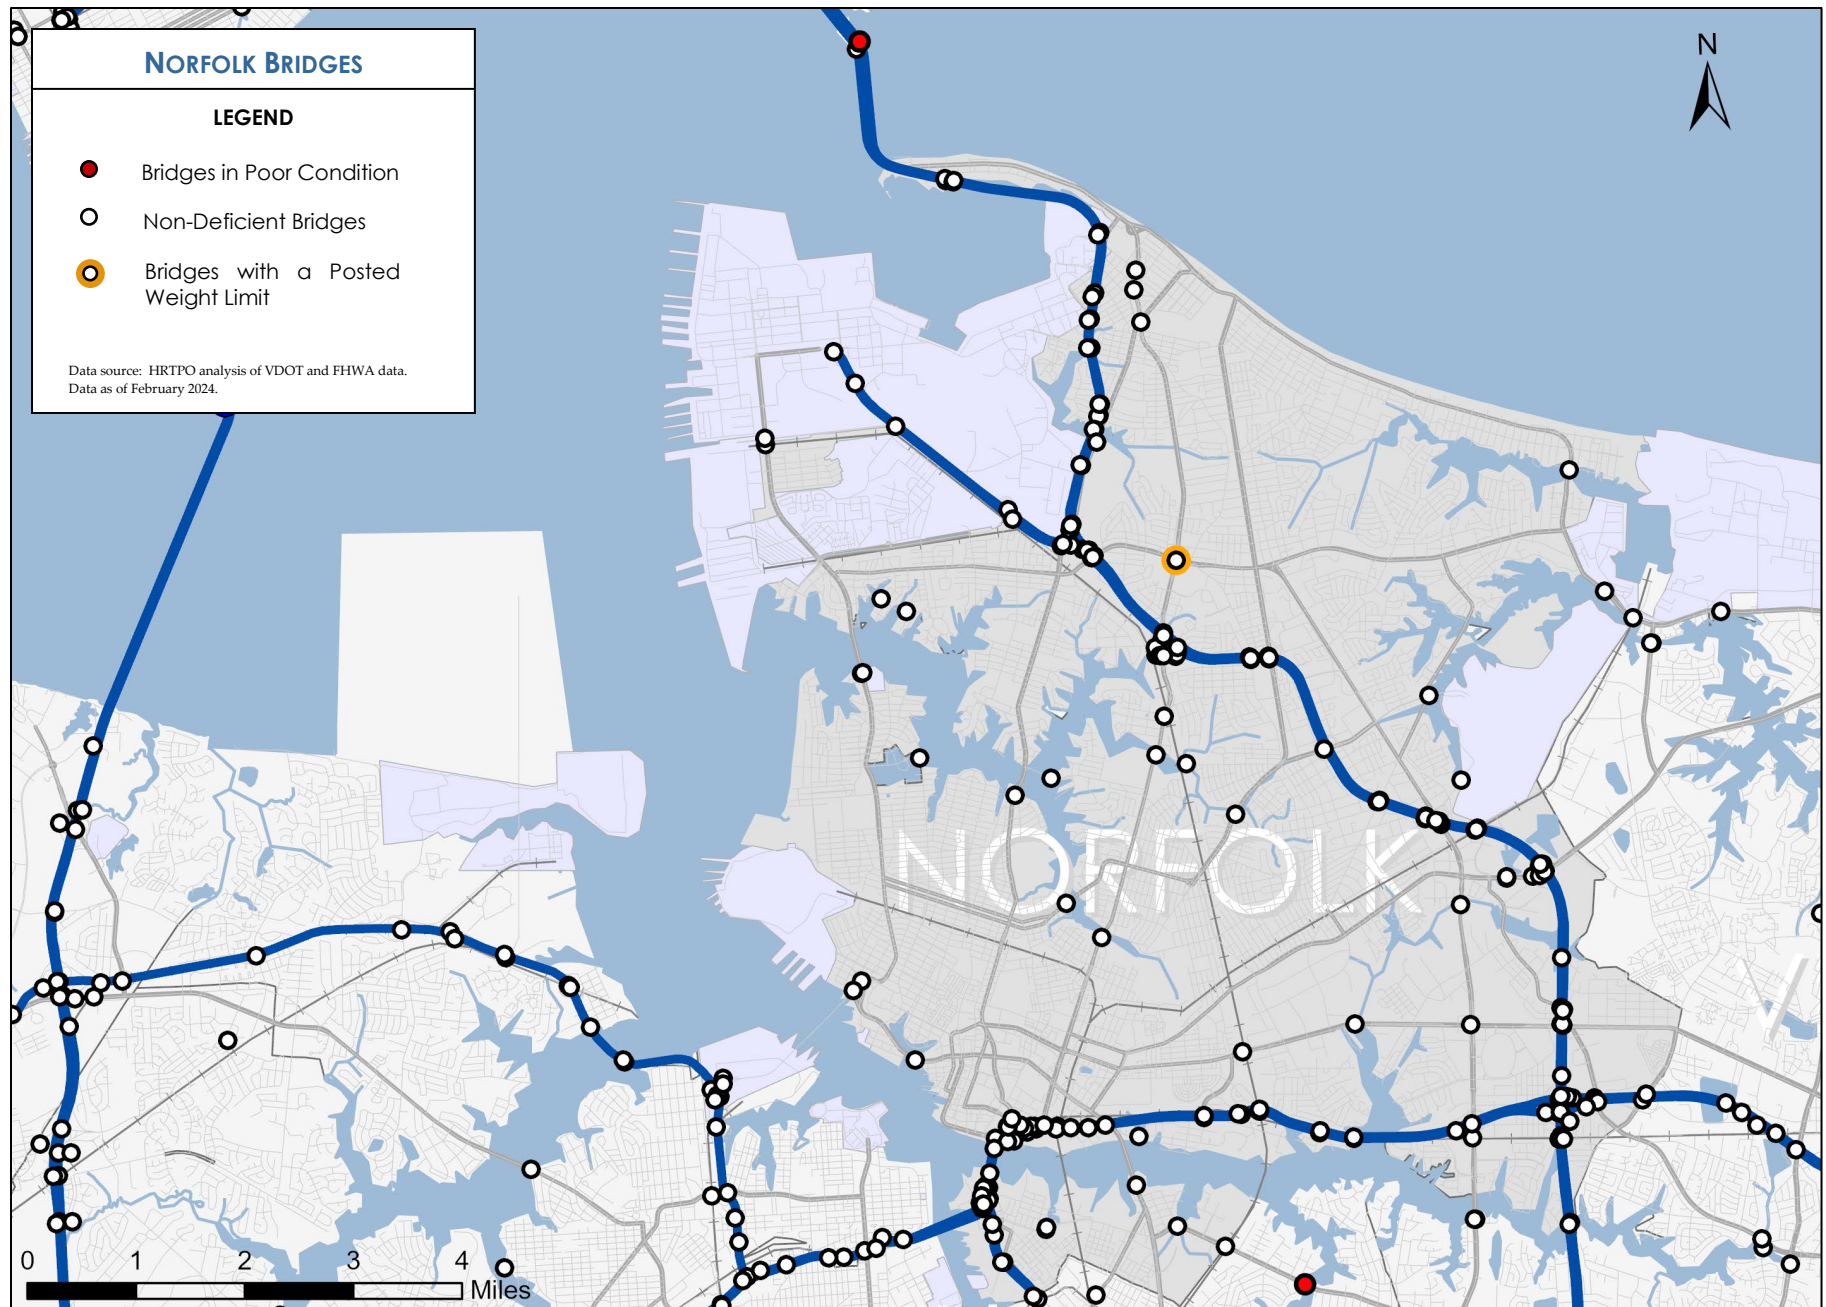 NORFOLK BRIDGES
LEGEND
Bridges in Poor Condition
Non-Deficient Bridges
Bridges with a Posted
Weight Limit
Data source: HRTPO analysis of VDOT and FHWA data.
Data as of February 2024.
N
NORFOLK
V
0 1 2 3 4
Miles